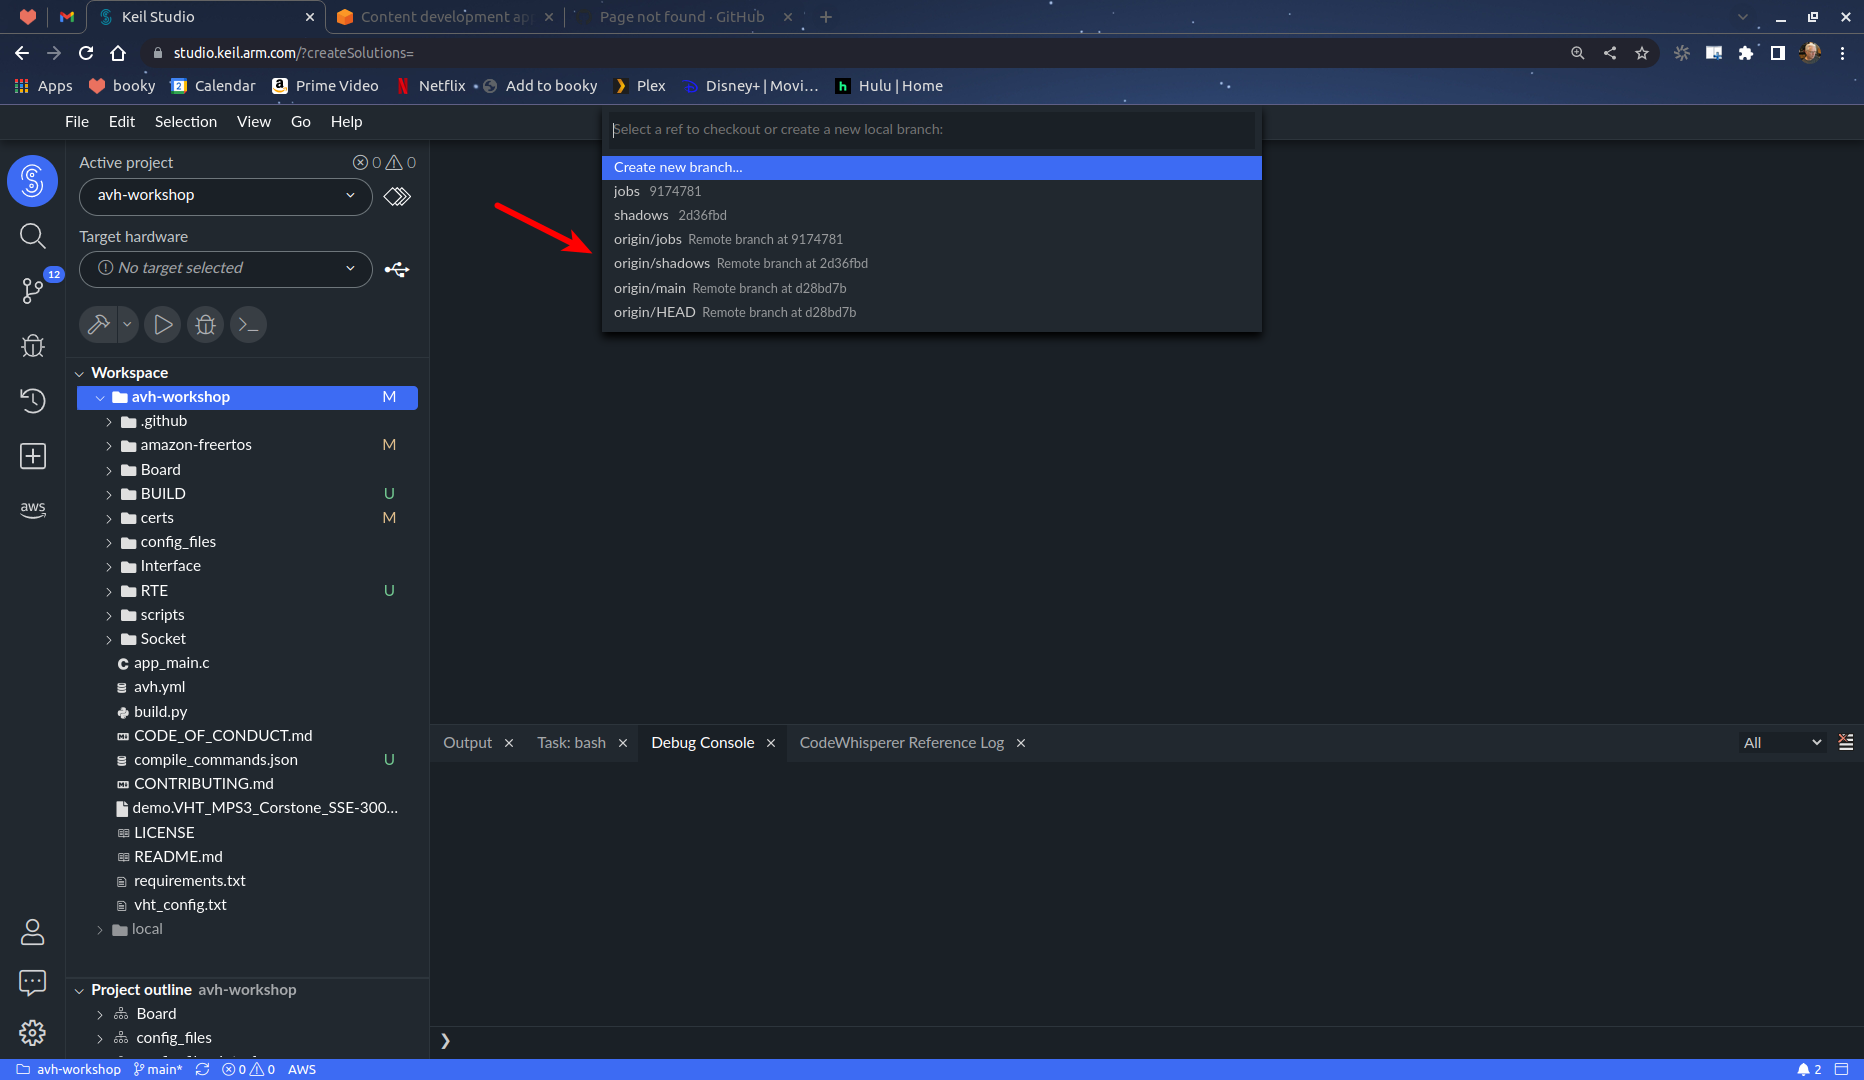 Keil Studio
Content development app
Page not found · GitHub
studio.keil.arm.com/?createSolutions=
Apps
booky
Calendar
Prime Video
Netflix
Add to booky
Plex
Disney+ | Movi…
Hulu | Home
File Edit Selection View Go Help
Select a ref to checkout or create a new local branch:
Create new branch...
jobs 9174781
shadows 2d36fbd
origin/jobs Remote branch at 9174781
origin/shadows Remote branch at 2d36fbd
origin/main Remote branch at d28bd7b
origin/HEAD Remote branch at d28bd7b
Active project
0 0
avh-workshop
Target hardware
No target selected
12
aws
Workspace
avh-workshop M
.github
amazon-freertos M
Board
BUILD U
certs M
config_files
Interface
RTE U
scripts
Socket
app_main.c
avh.yml
build.py
CODE_OF_CONDUCT.md
compile_commands.json U
CONTRIBUTING.md
demo.VHT_MPS3_Corstone_SSE-300...
LICENSE
README.md
requirements.txt
vht_config.txt
local
Project outline avh-workshop
Board
config_files
Output
Task: bash
Debug Console
CodeWhisperer Reference Log
All
avh-workshop main* 0 0 AWS
2